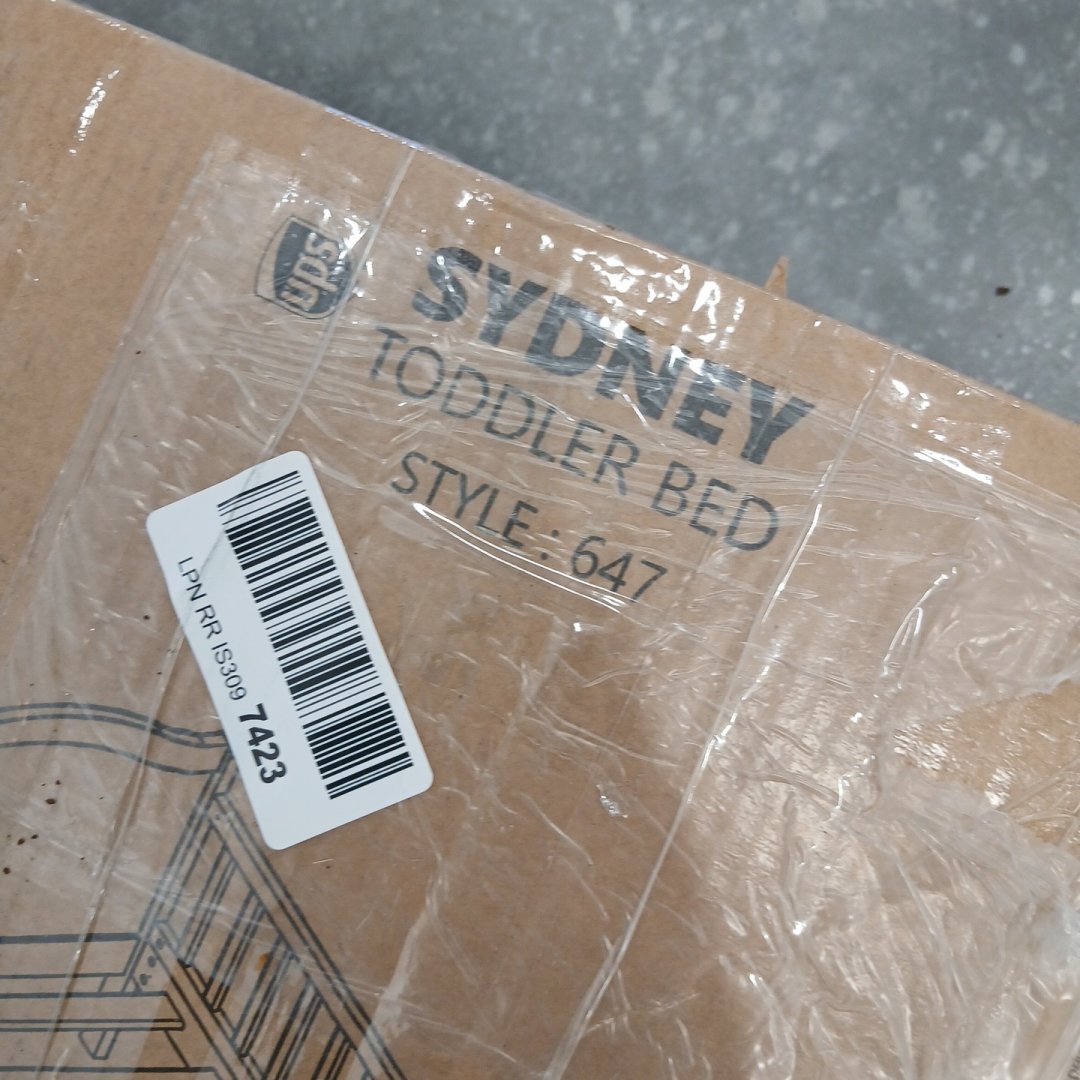 ups
SYDNEY
TODDLER BED
STYLE: 647
LPN RR IS309 7423